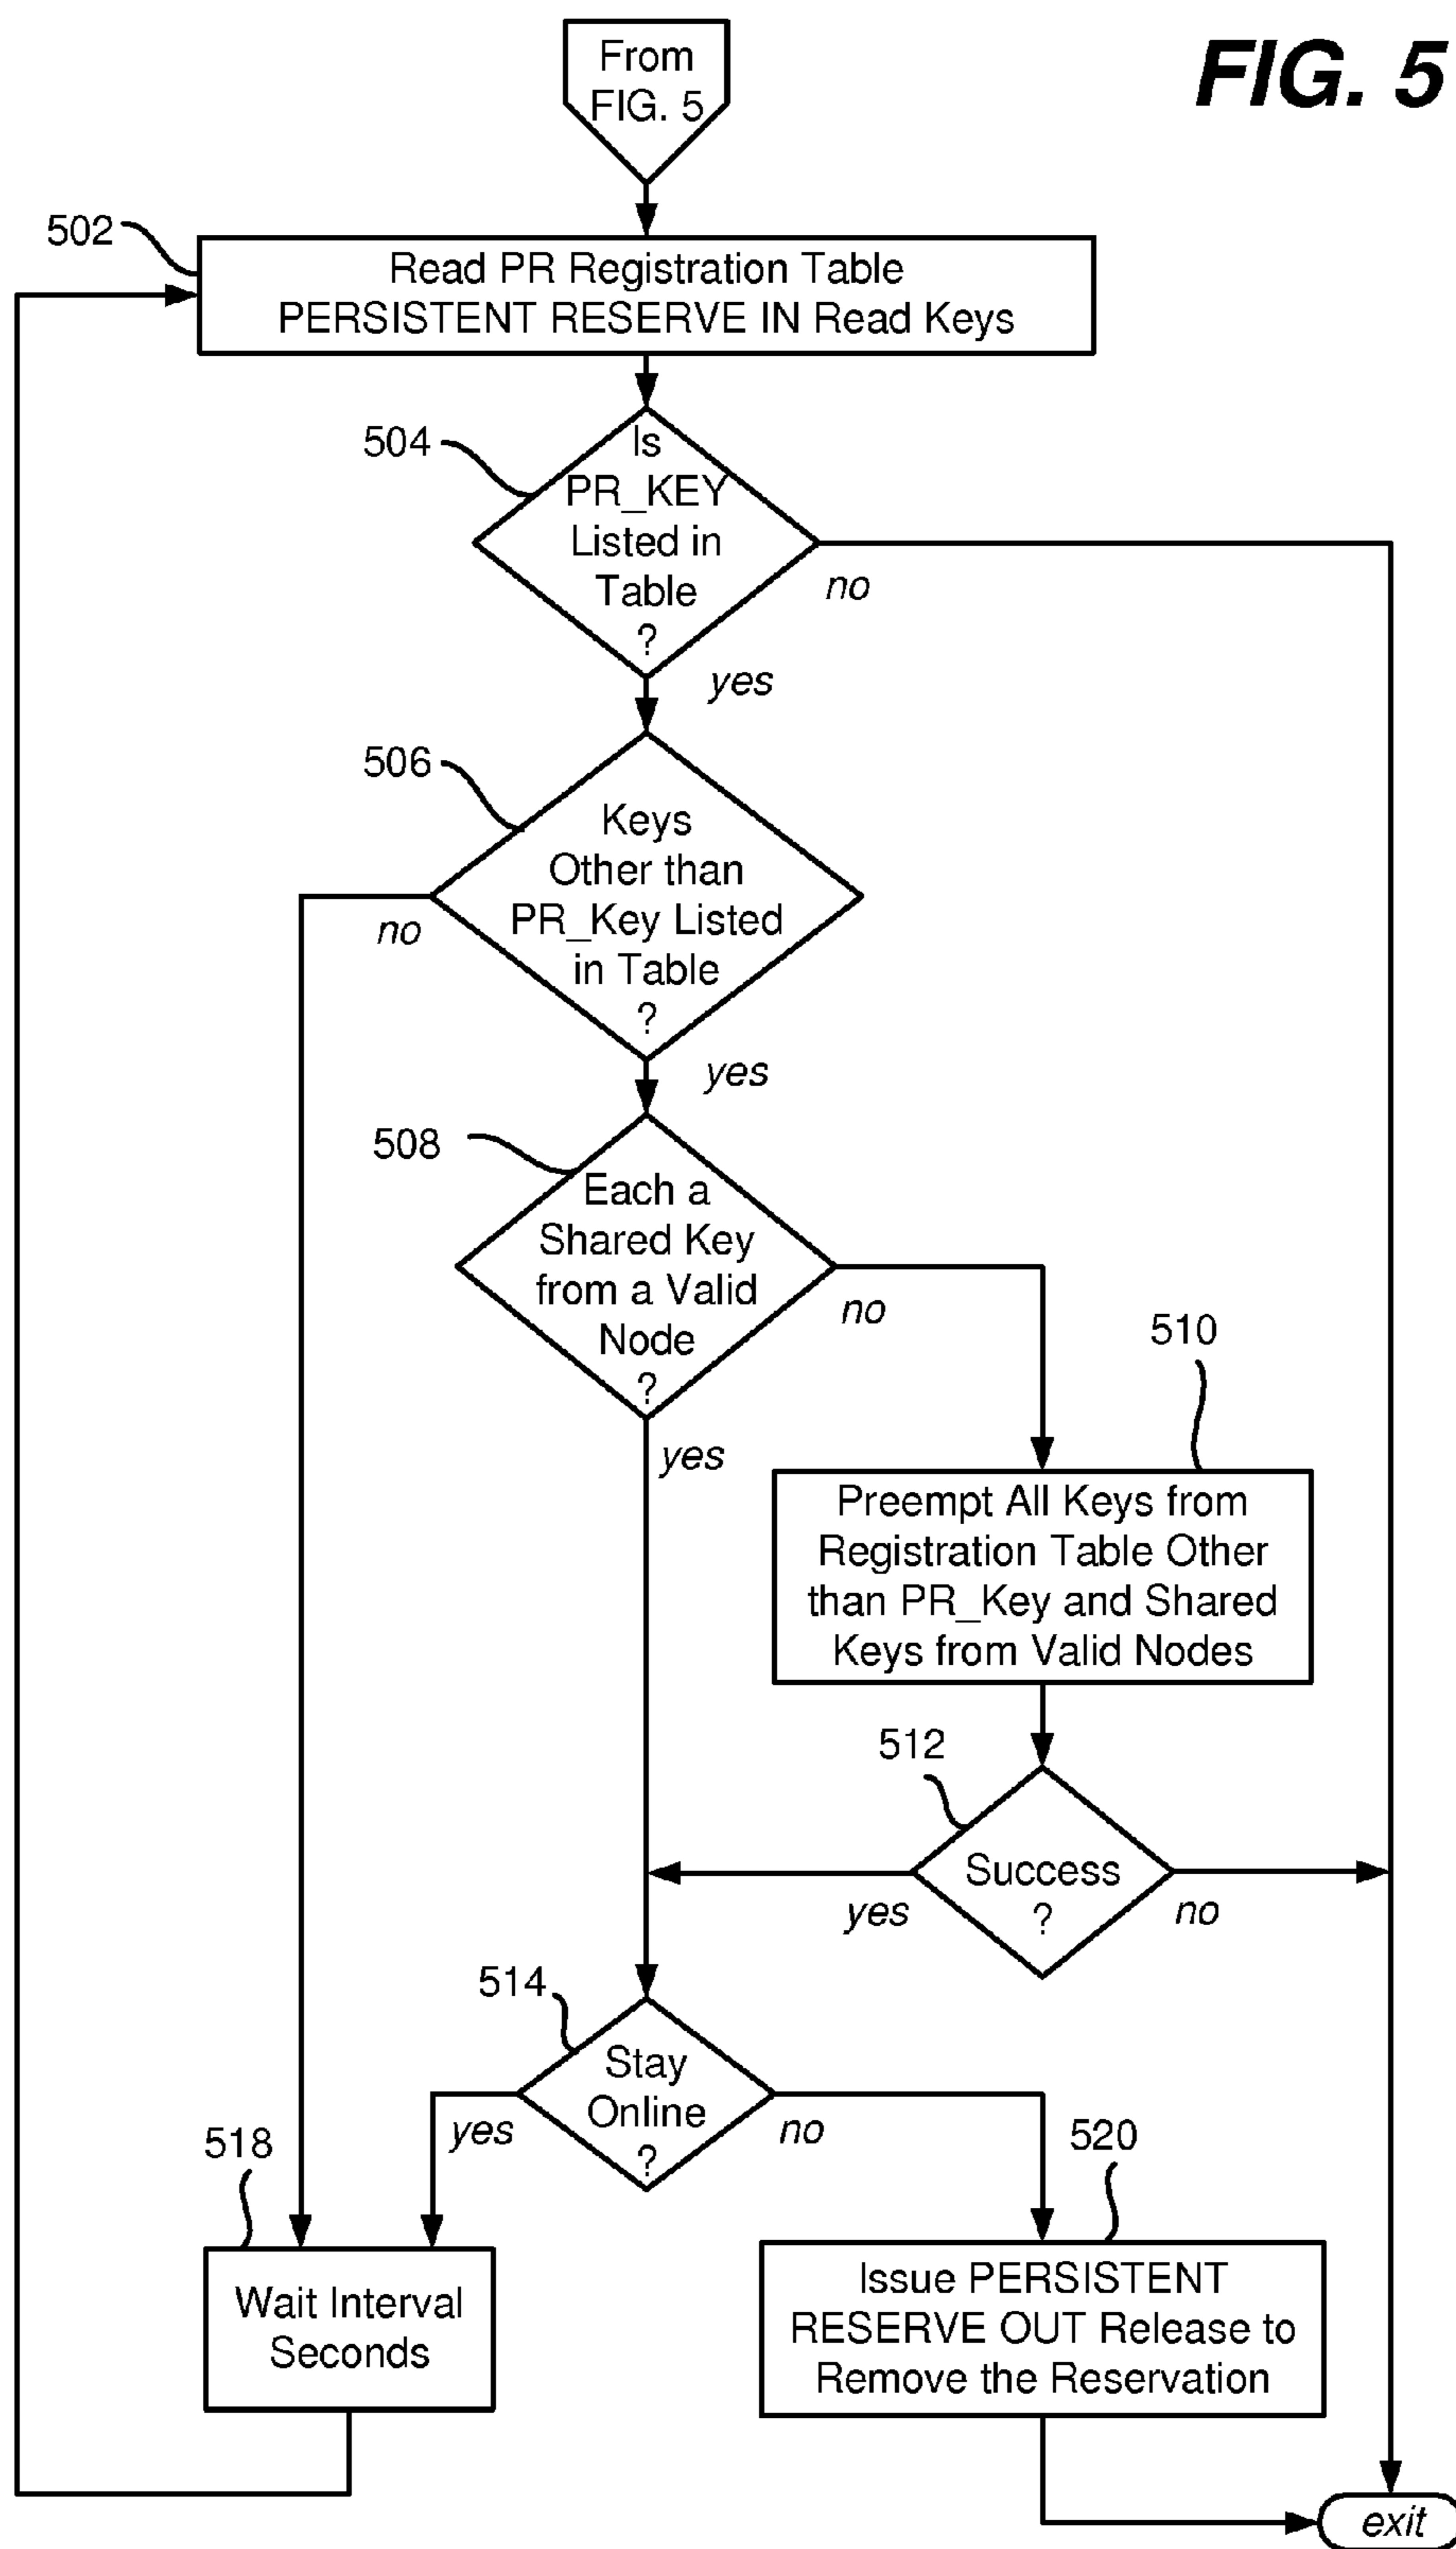 FIG. 5
From
FIG. 5
502
Read PR Registration Table
PERSISTENT RESERVE IN Read Keys
504
Is
PR_KEY
Listed in
Table
?
no
yes
506
Keys
Other than
PR_Key Listed
in Table
?
no
yes
508
Each a
Shared Key
from a Valid
Node
?
no
yes
510
Preempt All Keys from
Registration Table Other
than PR_Key and Shared
Keys from Valid Nodes
512
Success
?
yes
no
514
Stay
Online
?
yes
no
518
Wait Interval
Seconds
520
Issue PERSISTENT
RESERVE OUT Release to
Remove the Reservation
exit